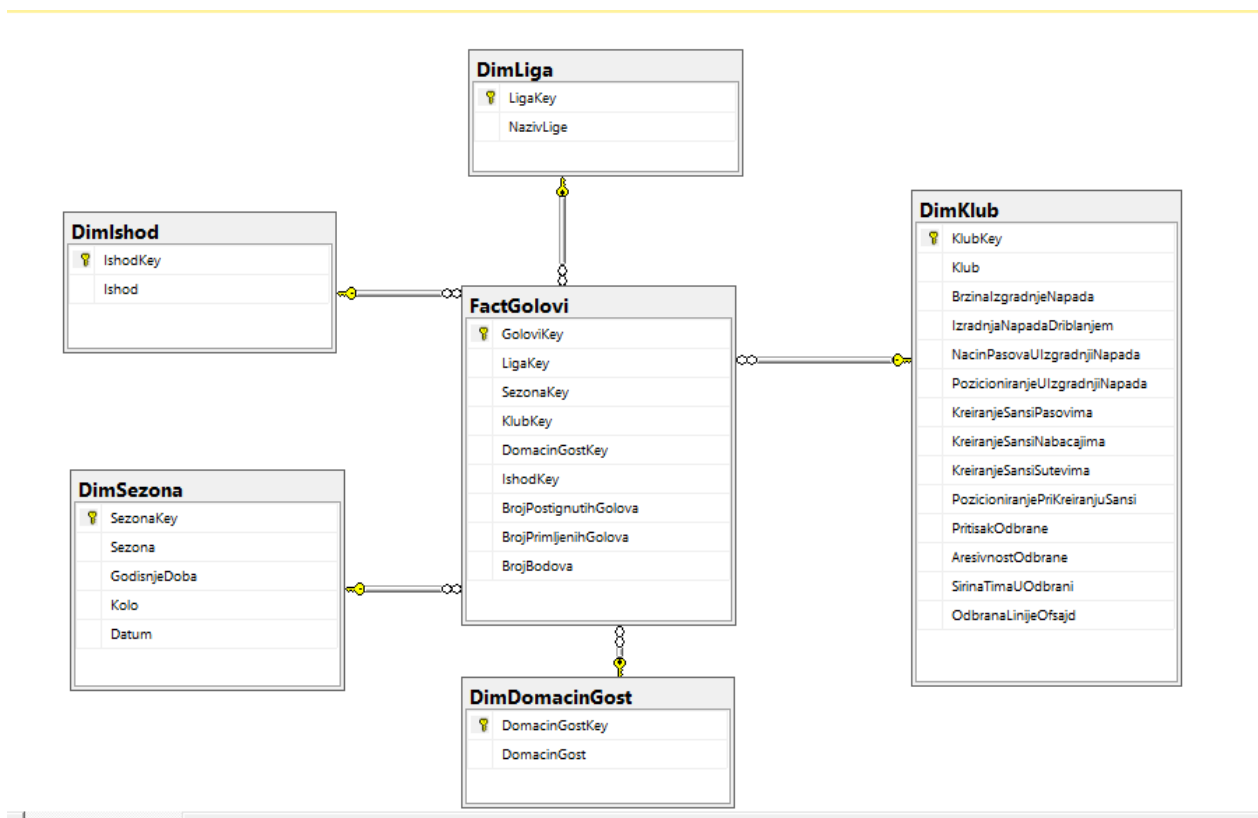 DimLiga
LigaKey
NazivLige
DimIshod
IshodKey
Ishod
DimKlub
KlubKey
Klub
BrzinaIzgradnjeNapada
IzradnjaNapadaDriblanjem
NacinPasovaUIzgradnjiNapada
PozicioniranjeUIzgradnjiNapada
KreiranjeSansiPasovima
KreiranjeSansiNabacajima
KreiranjeSansiSutevima
PozicioniranjePriKreiranjuSansi
PritisakOdbrane
AresivnostOdbrane
SirinaTimaUOdbrani
OdbranaLinijeOfsajd
FactGolovi
GoloviKey
LigaKey
SezonaKey
KlubKey
DomacinGostKey
IshodKey
BrojPostignutihGolova
BrojPrimljenihGolova
BrojBodova
DimSezona
SezonaKey
Sezona
GodisnjeDoba
Kolo
Datum
DimDomacinGost
DomacinGostKey
DomacinGost